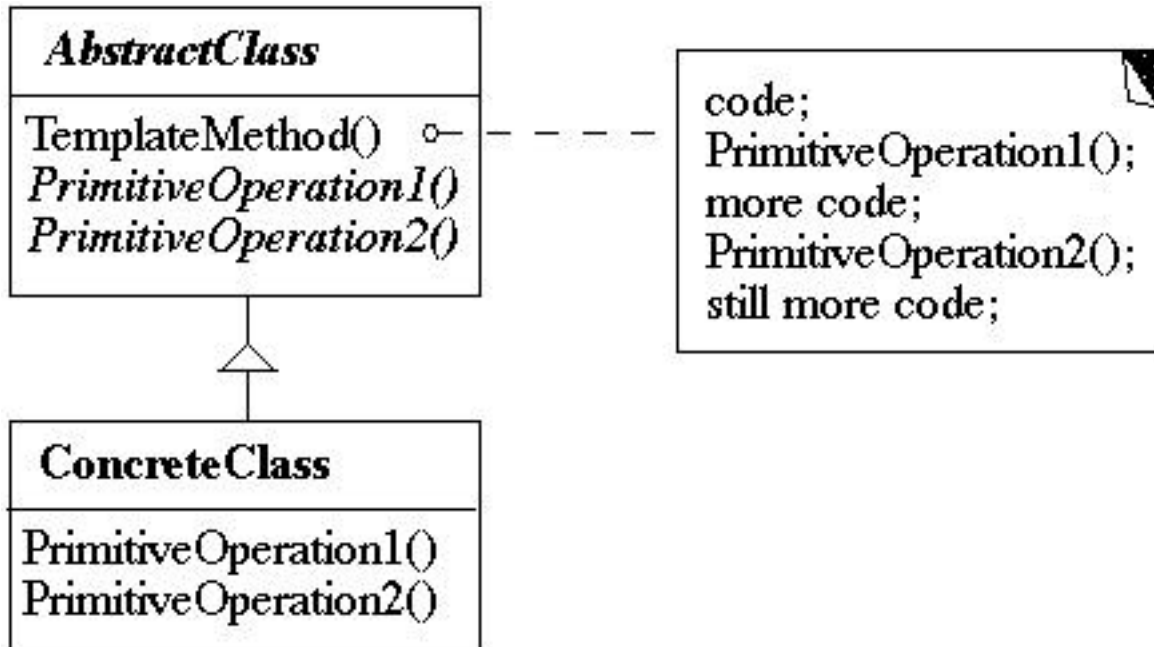 AbstractClass
TemplateMethod()
PrimitiveOperation1()
PrimitiveOperation2()
code;
PrimitiveOperation1();
more code;
PrimitiveOperation2();
still more code;
ConcreteClass
PrimitiveOperation1()
PrimitiveOperation2()